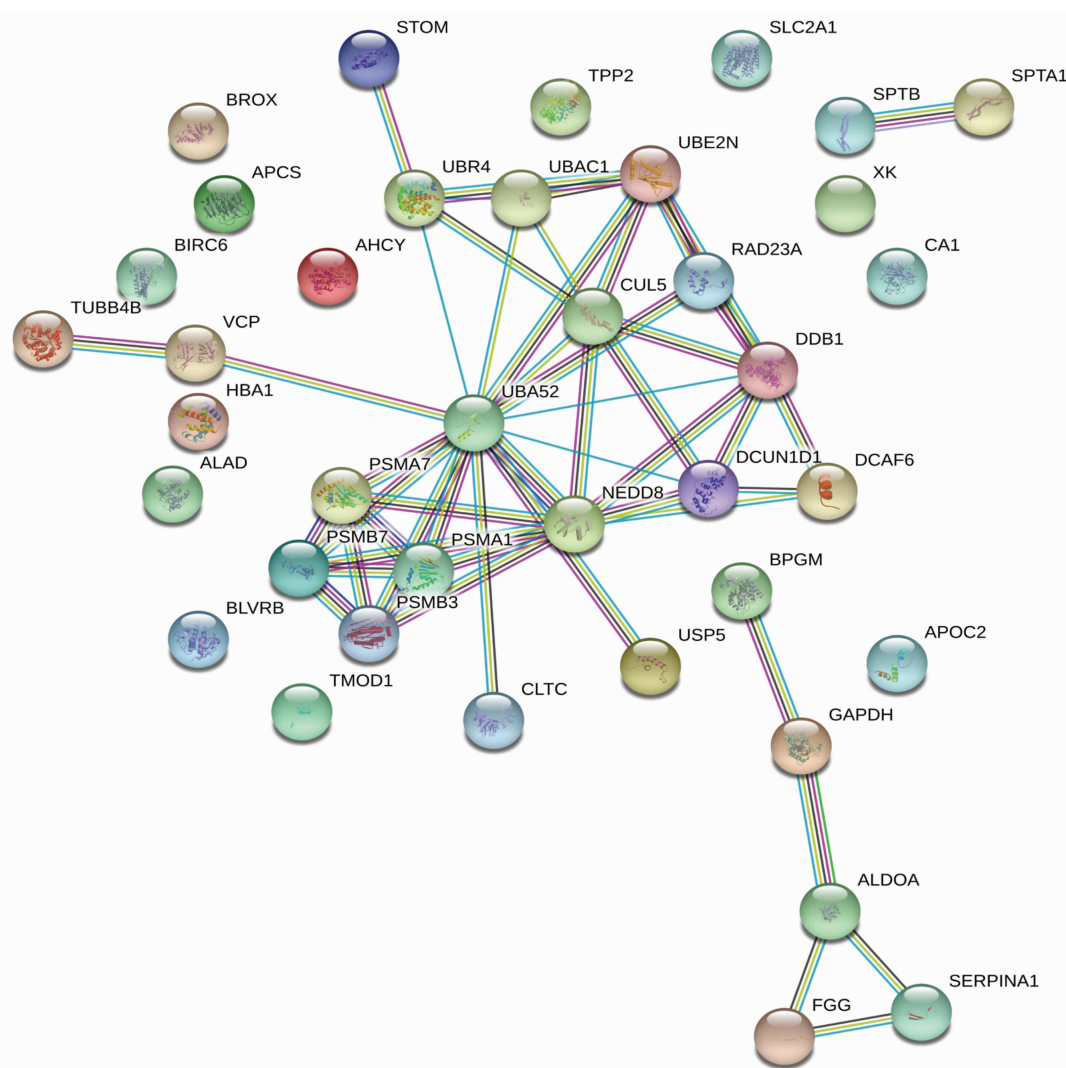 STOM
SLC2A1
TPP2
SPTA1
SPTB
BROX
UBE2N
UBR4
UBAC1
APCS
XK
BIRC6
AHCY
RAD23A
CA1
CUL5
TUBB4B
VCP
DDB1
HBA1
UBA52
ALAD
PSMA7
DCUN1D1
DCAF6
NEDD8
PSMB7
PSMA1
BPGM
PSMB3
BLVRB
USP5
APOC2
TMOD1
CLTC
GAPDH
ALDOA
SERPINA1
FGG